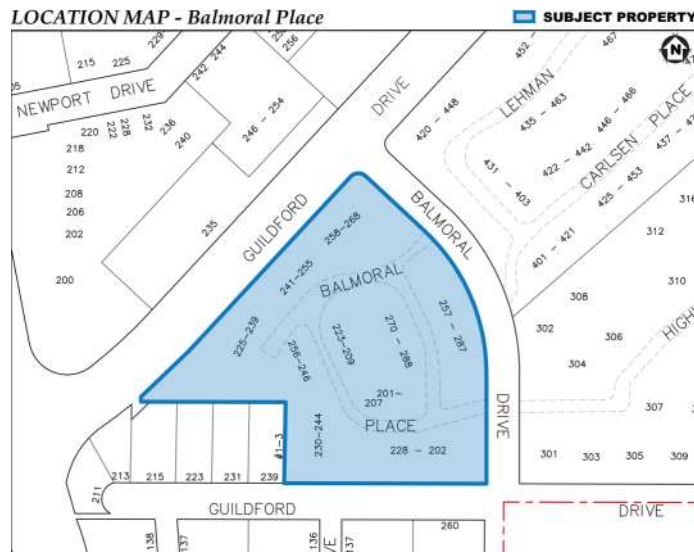 LOCATION MAP - Balmoral Place
SUBJECT PROPERTY
N
215
225
229
242
244
256
452 -
467
NEWPORT DRIVE
220
222
228
232
236
240
246 - 254
DRIVE
420 - 448
LEHMAN
435 - 463
446 - 466
422 - 442
431 - 403
CARLSEN PLACE
437 -
425 - 453
401 - 421
218
212
208
206
202
200
235
GUILDFORD
258-268
BALMORAL
241-255
BALMORAL
225-239
256-246
223-209
270 - 288
257 - 287
201-
207
PLACE
230-244
228 - 202
DRIVE
316
312
310
308
302
306
304
HIGH
307
301
303
305
309
#1-3
213
215
223
231
239
211
GUILDFORD
DRIVE
260
138
137
136
137